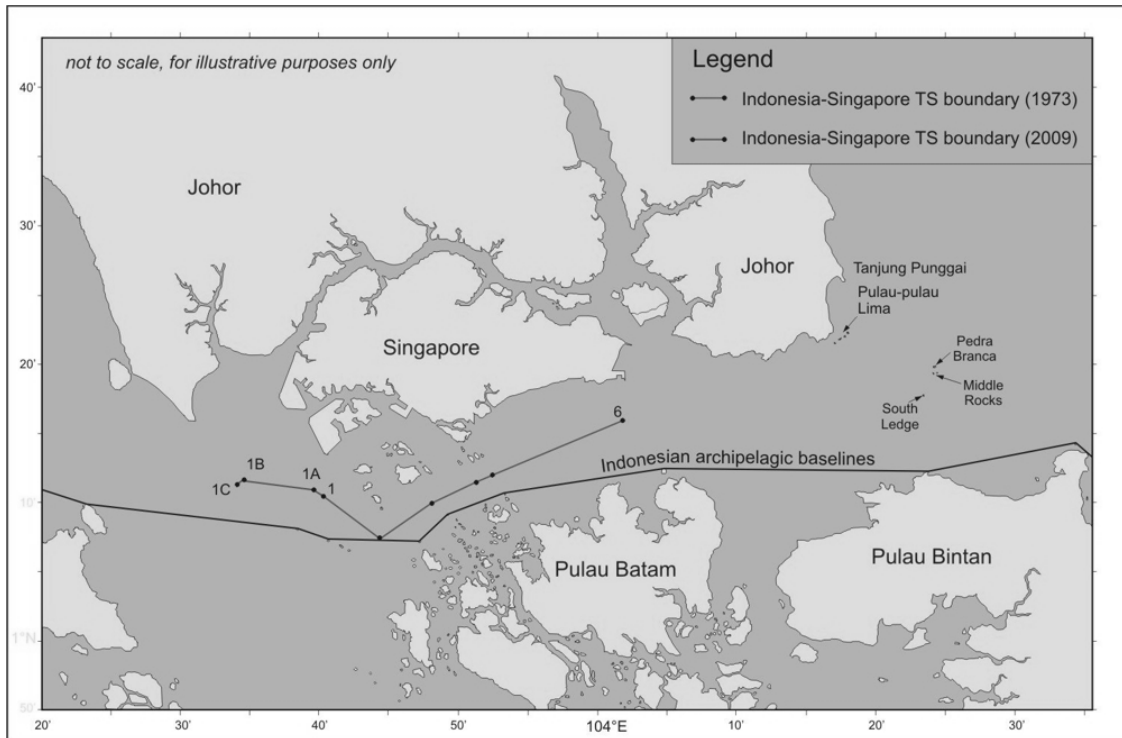 not to scale, for illustrative purposes only
Legend
Indonesia-Singapore TS boundary (1973)
Indonesia-Singapore TS boundary (2009)
40'
30'
20'
10'
1°N
50'
Johor
Johor
Tanjung Punggai
Pulau-pulau
Lima
Singapore
Pedra
Branca
Middle
Rocks
South
Ledge
6
1B
1A
1C
1
Indonesian archipelagic baselines
Pulau Batam
Pulau Bintan
20'
30'
40'
50'
104°E
10'
20'
30'